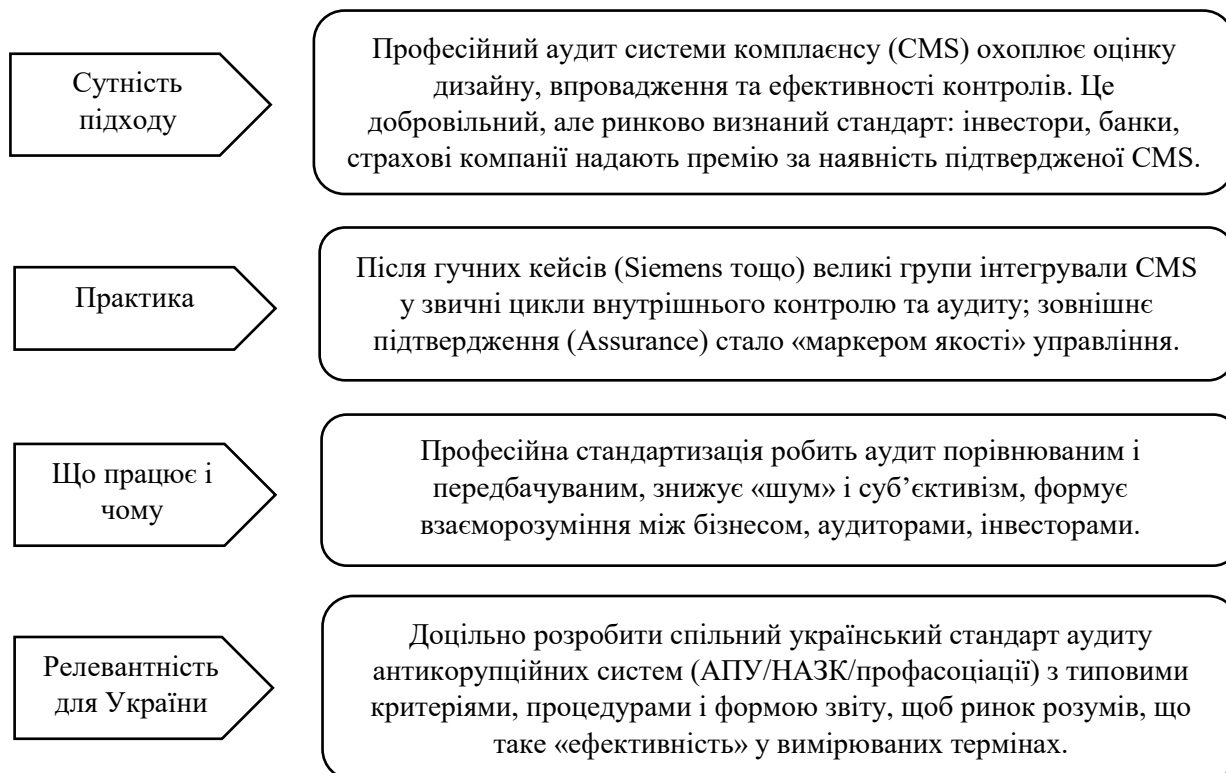 Сутність
підходу
Професійний аудит системи комплаєнсу (CMS) охоплює оцінку
дизайну, впровадження та ефективності контролів. Це
добровільний, але ринково визнаний стандарт: інвестори, банки,
страхові компанії надають премію за наявність підтвердженої CMS.
Практика
Після гучних кейсів (Siemens тощо) великі групи інтегрували CMS
у звичні цикли внутрішнього контролю та аудиту; зовнішнє
підтвердження (Assurance) стало «маркером якості» управління.
Що працює і
чому
Професійна стандартизація робить аудит порівнюваним і
передбачуваним, знижує «шум» і суб’єктивізм, формує
взаєморозуміння між бізнесом, аудиторами, інвесторами.
Релевантність
для України
Доцільно розробити спільний український стандарт аудиту
антикорупційних систем (АПУ/НАЗК/профасоціації) з типовими
критеріями, процедурами і формою звіту, щоб ринок розумів, що
таке «ефективність» у вимірюваних термінах.